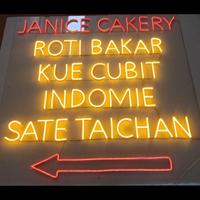 JANICE CAKERY
ROTI BAKAR
KUE CUBIT
INDOMIE
SATE TAICHAN